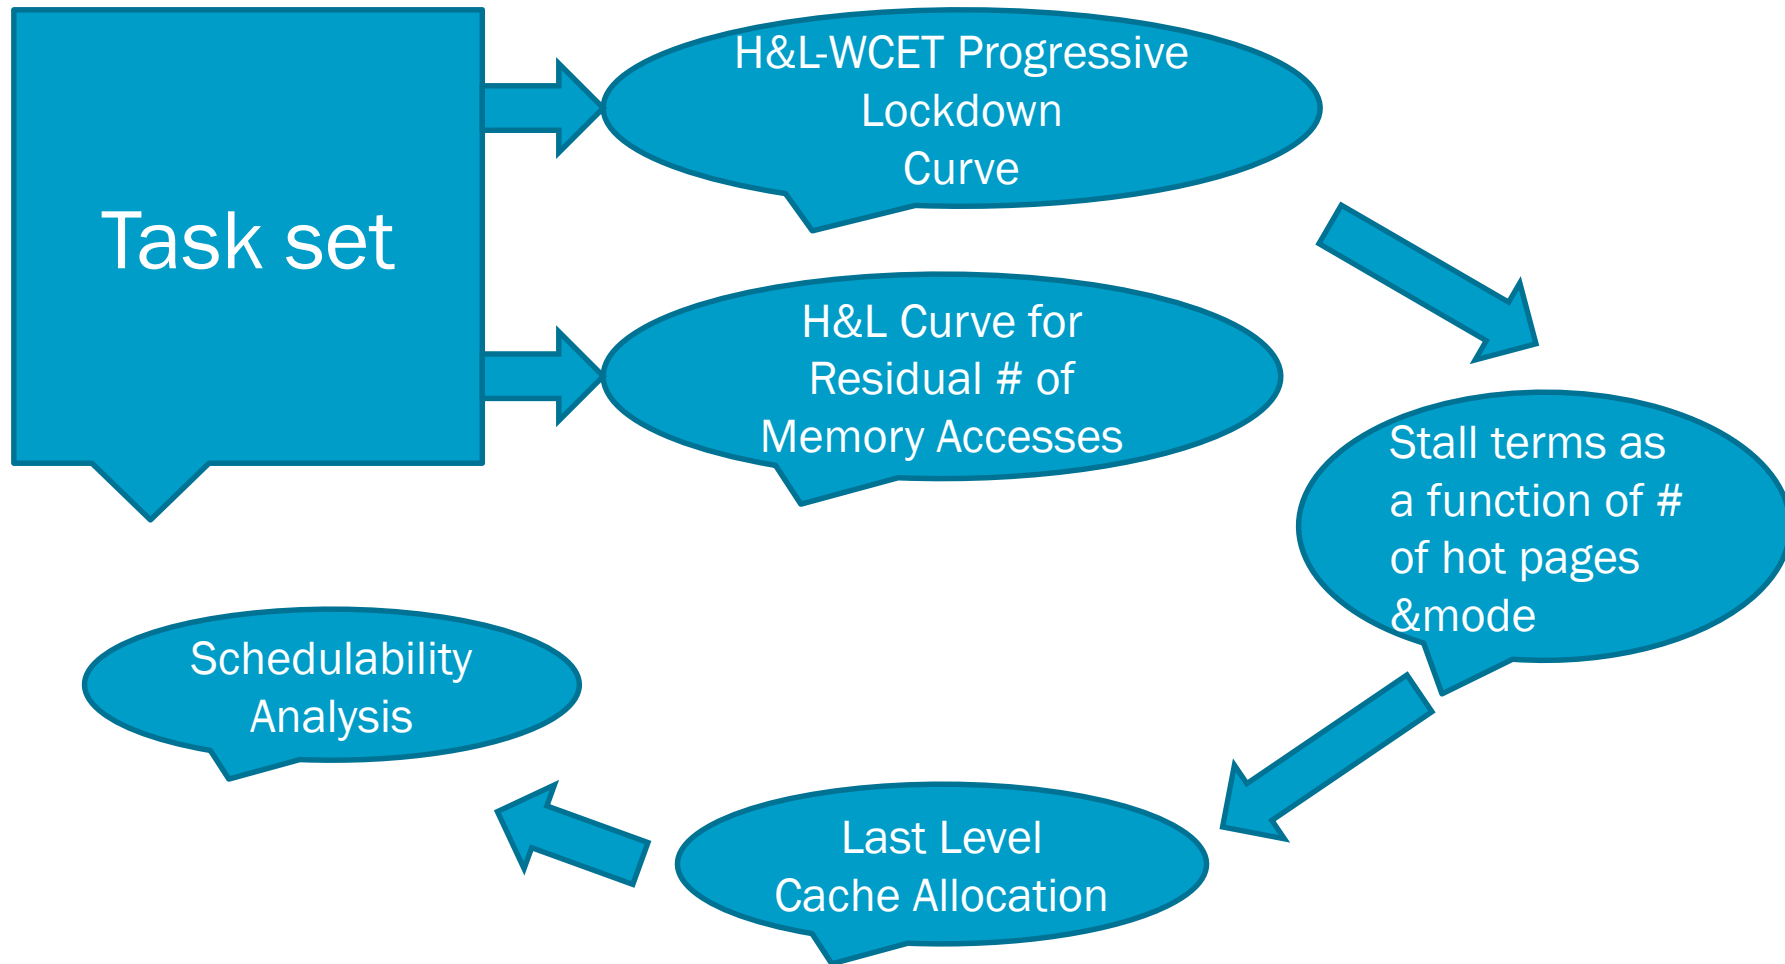 Task set
H&L-WCET Progressive
Lockdown
Curve
H&L Curve for
Residual # of
Memory Accesses
Stall terms as
a function of #
of hot pages
&mode
Last Level
Cache Allocation
Schedulability
Analysis